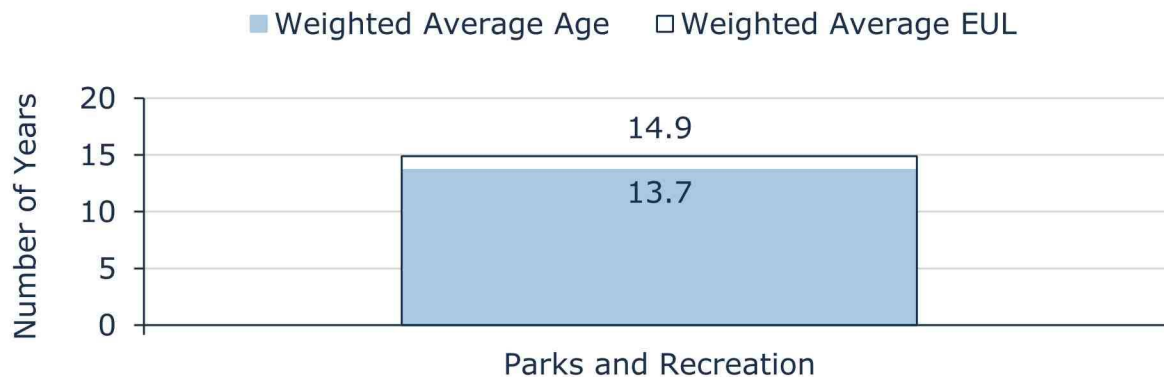 Weighted Average Age Weighted Average EUL
Number of Years
20
15
10
5
0
14.9
13.7
Parks and Recreation